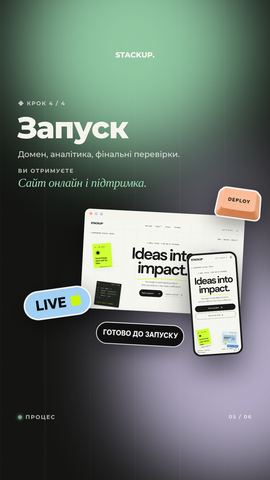 STACKUP.
КРОК 4 / 4
Запуск
Домен, аналітика, фінальні перевірки.
ВИ ОТРИМУЄТЕ
Сайт онлайн і підтримка.
DEPLOY
Ideas into
impact.
Ideas into
impact.
LIVE
ГОТОВО ДО ЗАПУСКУ
ПРОЦЕС
05 / 06